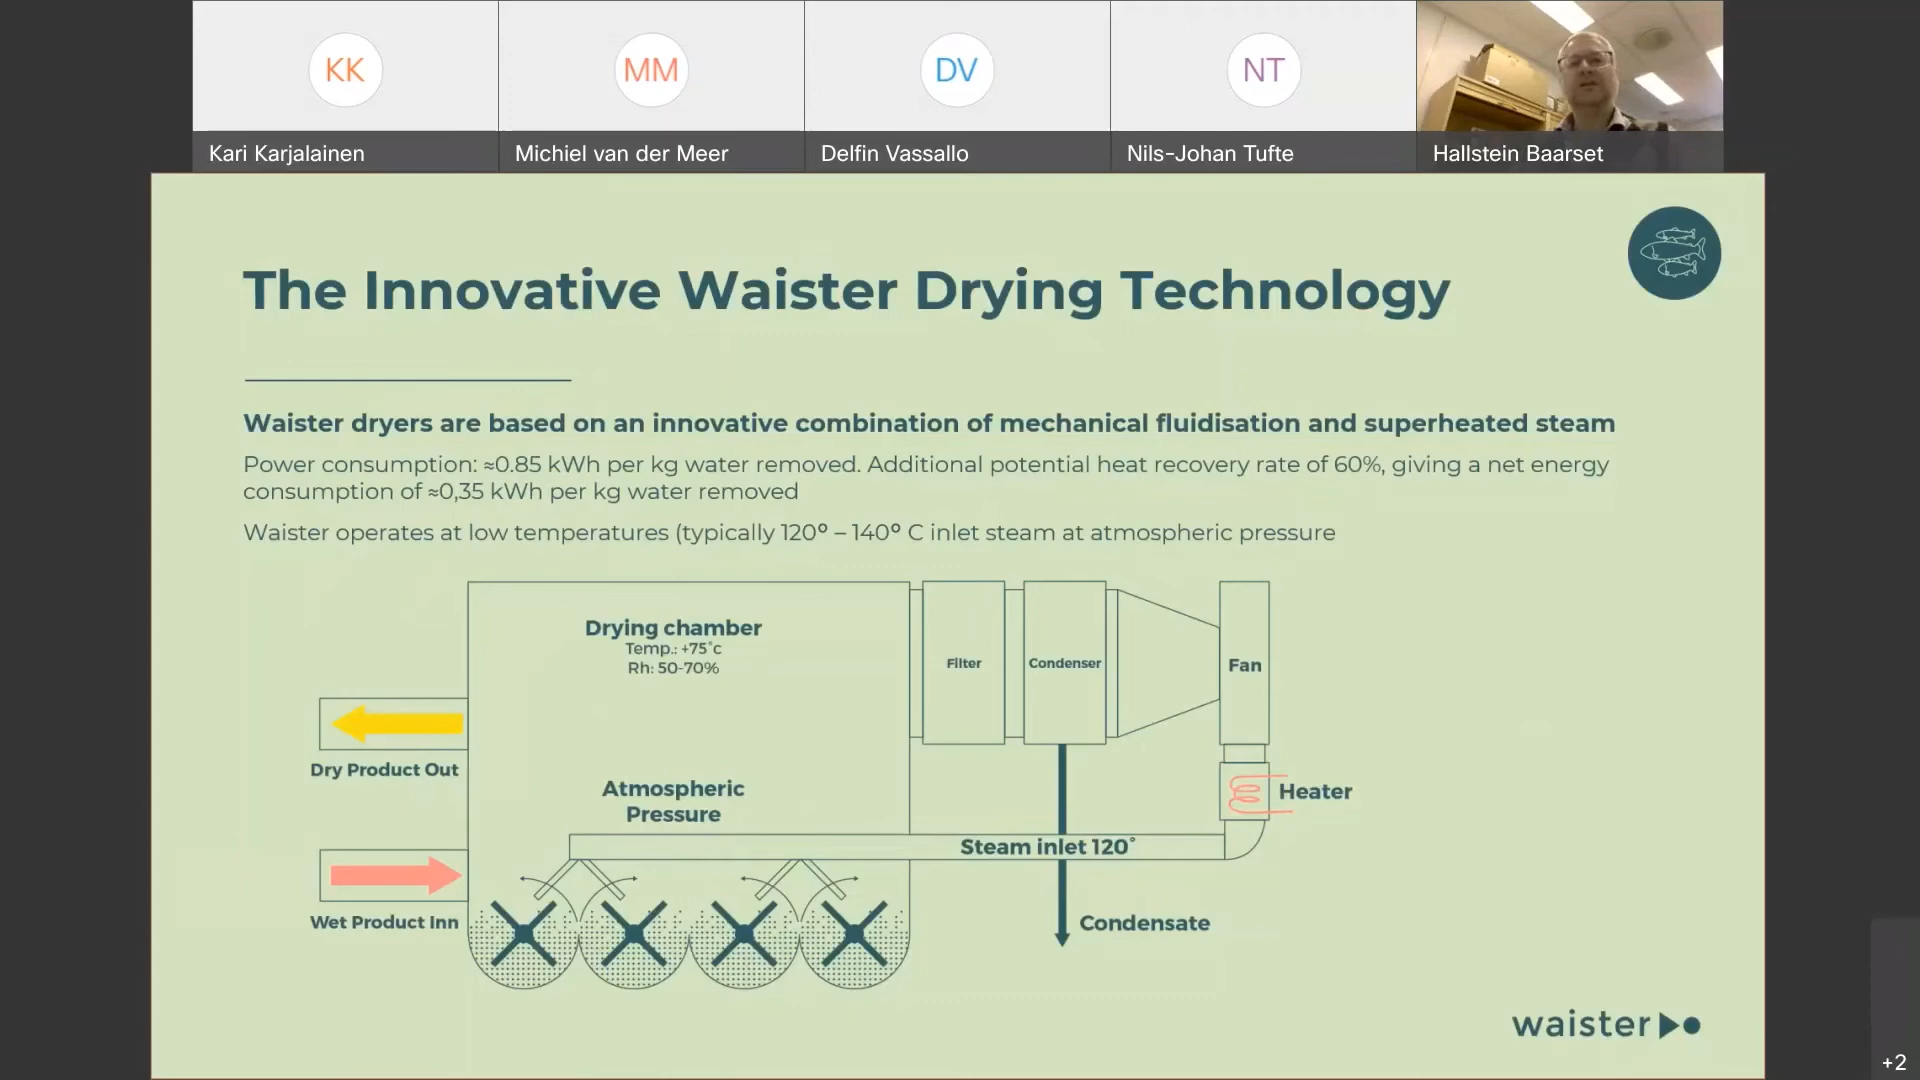 KK
MM
DV
NT
Kari Karjalainen
Michiel van der Meer
Delfin Vassallo
Nils-Johan Tufte
Hallstein Baarset
The Innovative Waister Drying Technology
Waister dryers are based on an innovative combination of mechanical fluidisation and superheated steam
Power consumption: ≈0.85 kWh per kg water removed. Additional potential heat recovery rate of 60%, giving a net energy
consumption of ≈0,35 kWh per kg water removed
Waister operates at low temperatures (typically 120º – 140º C inlet steam at atmospheric pressure
Drying chamber
Temp.: +75˚c
Rh: 50-70%
Filter
Condenser
Fan
Dry Product Out
Atmospheric
Pressure
Heater
Steam inlet 120˚
Wet Product Inn
Condensate
waister
+2